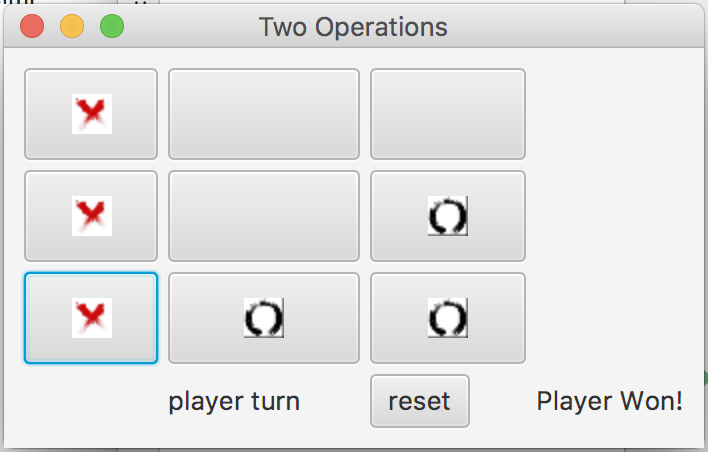 Two Operations
player turn
reset
Player Won!